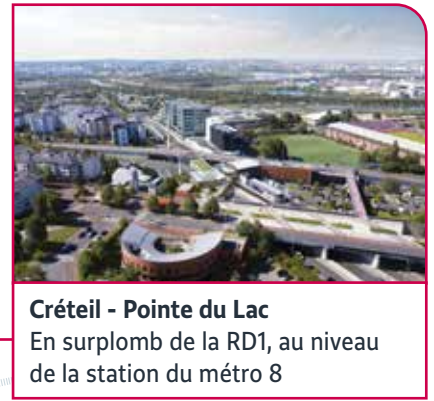 Créteil - Pointe du Lac
En surplomb de la RD1, au niveau
de la station du métro 8